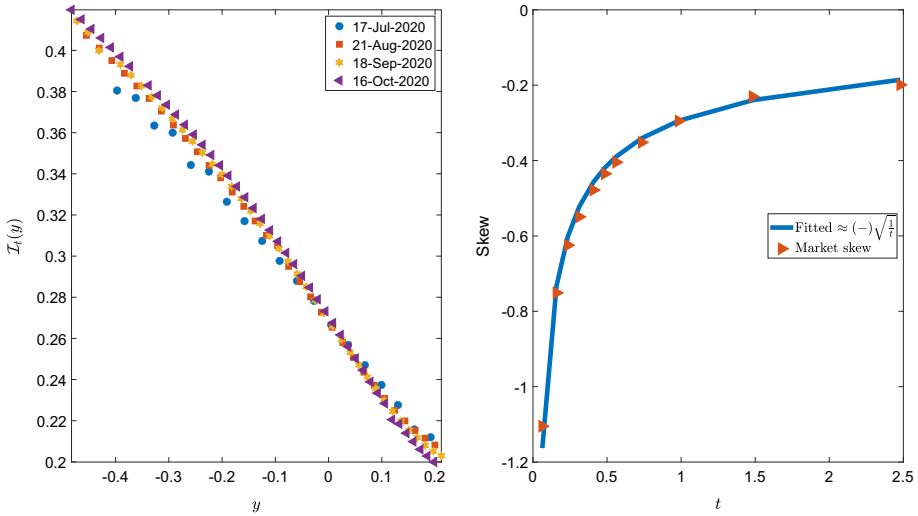 17-Jul-2020
21-Aug-2020
18-Sep-2020
16-Oct-2020
0.4
0.38
0.36
0.34
0.32
0.3
0.28
0.26
0.24
0.22
0.2
-0.4 -0.3 -0.2 -0.1 0 0.1 0.2
y
𝓘ₜ(y)
0
-0.2
-0.4
-0.6
-0.8
-1
-1.2
0 0.5 1 1.5 2 2.5
t
Skew
Fitted ≈ (−)√(1/t)
Market skew